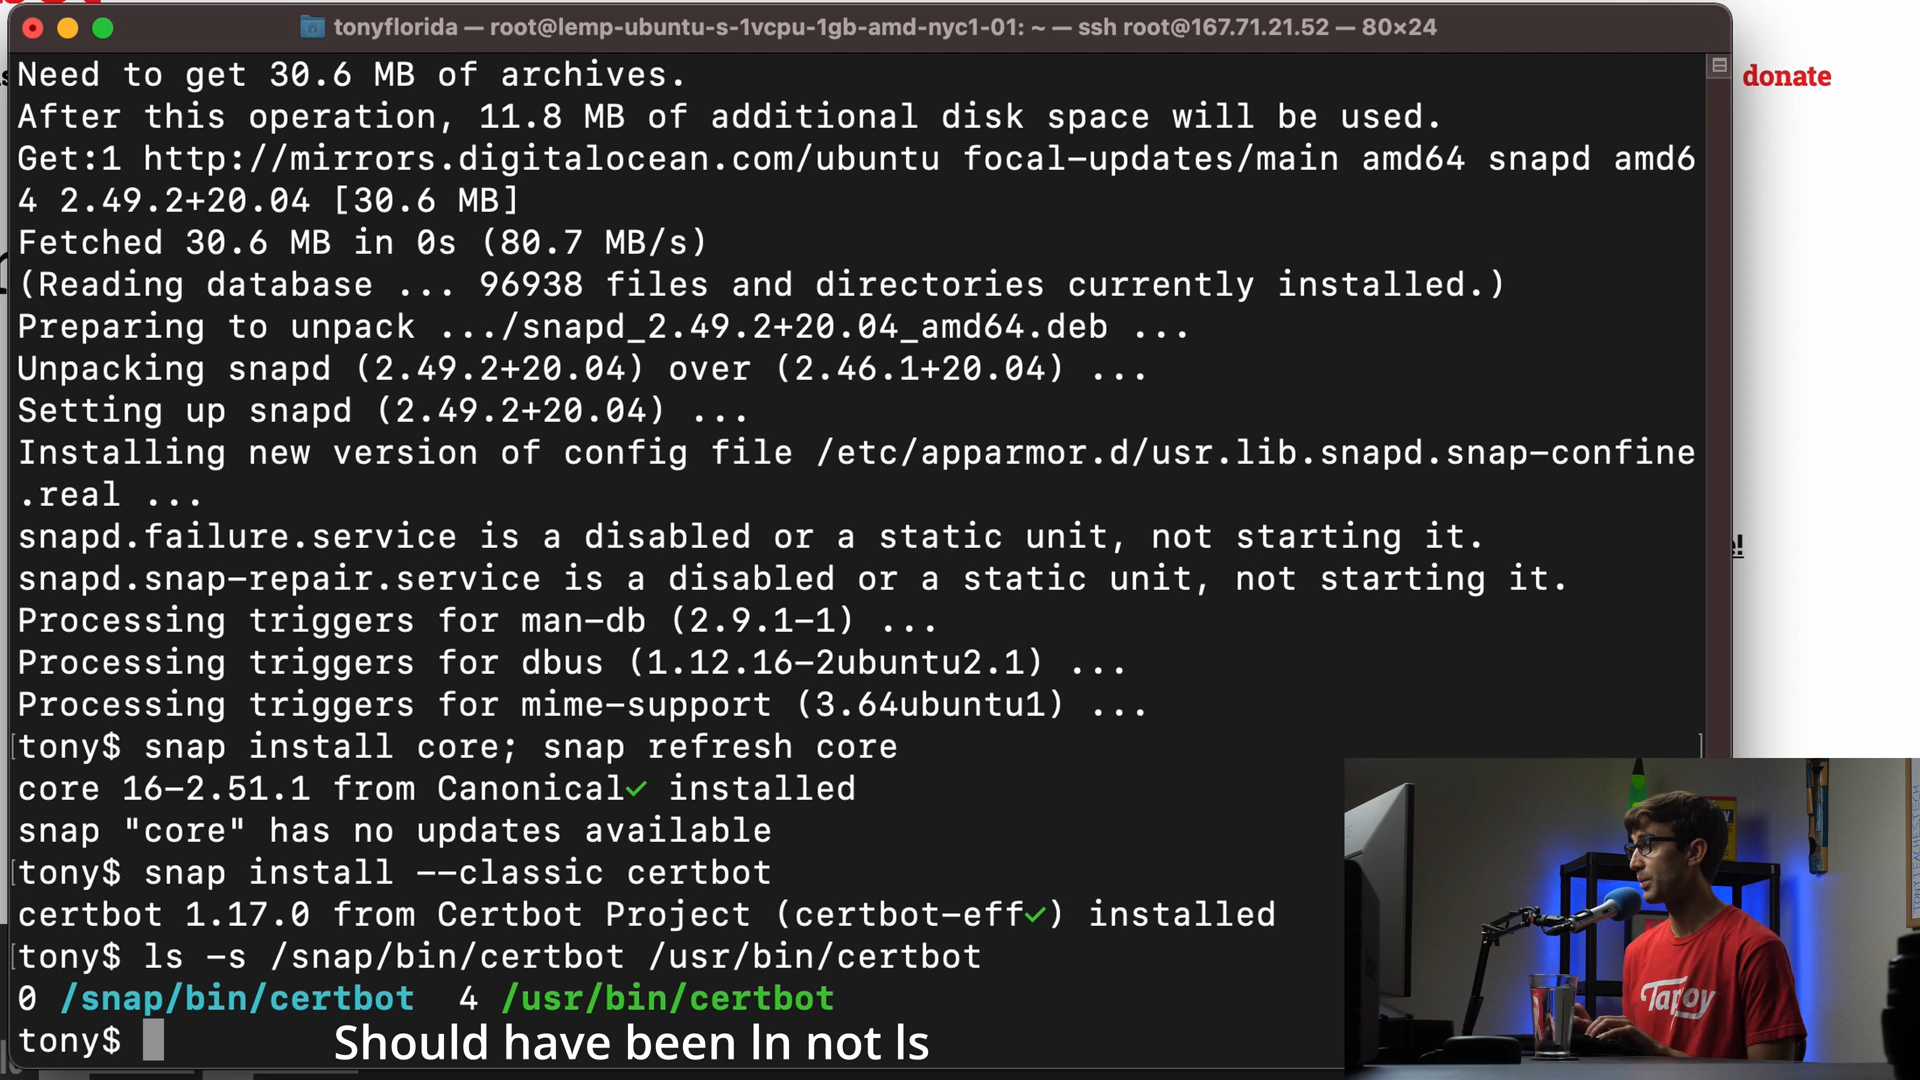 tonyflorida — root@lemp-ubuntu-s-1vcpu-1gb-amd-nyc1-01: ~ — ssh root@167.71.21.52 — 80×24
donate
Need to get 30.6 MB of archives.
After this operation, 11.8 MB of additional disk space will be used.
Get:1 http://mirrors.digitalocean.com/ubuntu focal-updates/main amd64 snapd amd6
4 2.49.2+20.04 [30.6 MB]
Fetched 30.6 MB in 0s (80.7 MB/s)
(Reading database ... 96938 files and directories currently installed.)
Preparing to unpack .../snapd_2.49.2+20.04_amd64.deb ...
Unpacking snapd (2.49.2+20.04) over (2.46.1+20.04) ...
Setting up snapd (2.49.2+20.04) ...
Installing new version of config file /etc/apparmor.d/usr.lib.snapd.snap-confine
.real ...
snapd.failure.service is a disabled or a static unit, not starting it.
snapd.snap-repair.service is a disabled or a static unit, not starting it.
Processing triggers for man-db (2.9.1-1) ...
Processing triggers for dbus (1.12.16-2ubuntu2.1) ...
Processing triggers for mime-support (3.64ubuntu1) ...
[tony$ snap install core; snap refresh core ]
core 16-2.51.1 from Canonical✓ installed
snap "core" has no updates available
[tony$ snap install --classic certbot
certbot 1.17.0 from Certbot Project (certbot-eff✓) installed
[tony$ ls -s /snap/bin/certbot /usr/bin/certbot
0 /snap/bin/certbot  4 /usr/bin/certbot
tony$
Should have been ln not ls